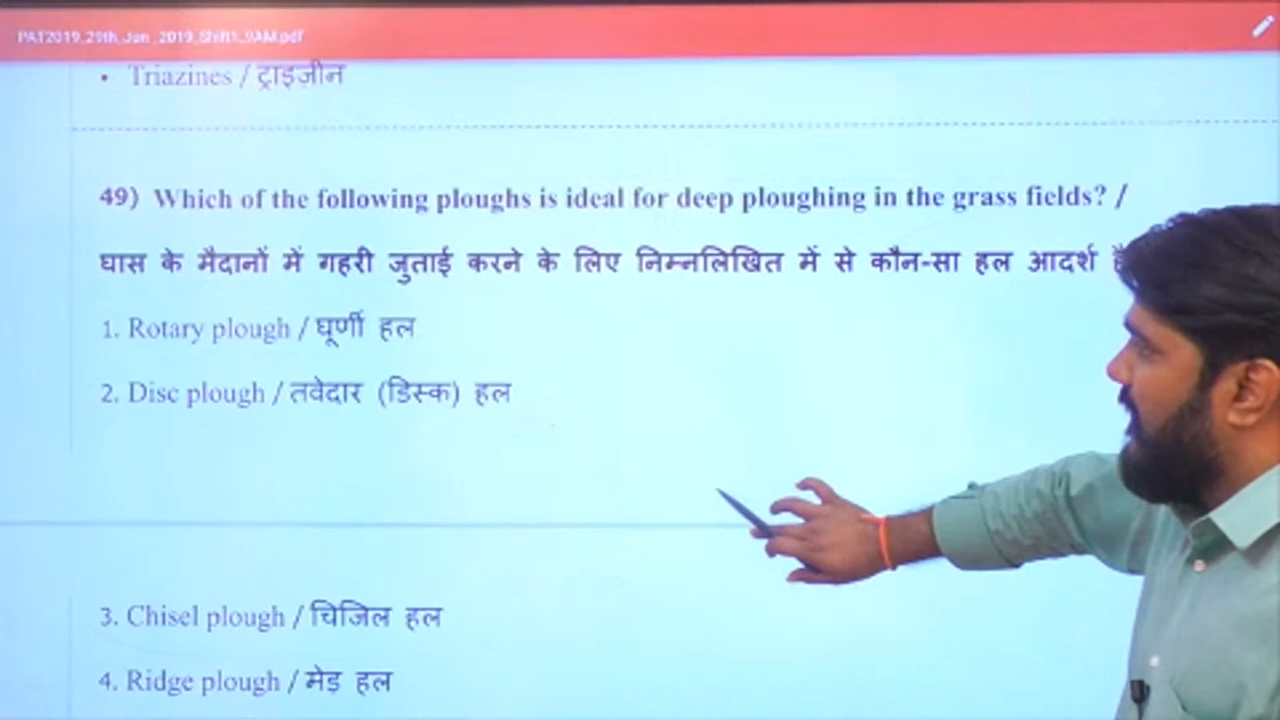 PAT2019_29th_Jun_2019_Shift1_9AM.pdf
• Triazines / ट्राइज़ीन
49) Which of the following ploughs is ideal for deep ploughing in the grass fields? /
घास के मैदानों में गहरी जुताई करने के लिए निम्नलिखित में से कौन-सा हल आदर्श
1. Rotary plough / घूर्णी हल
2. Disc plough / तवेदार (डिस्क) हल
3. Chisel plough / चिजिल हल
4. Ridge plough / मेड़ हल